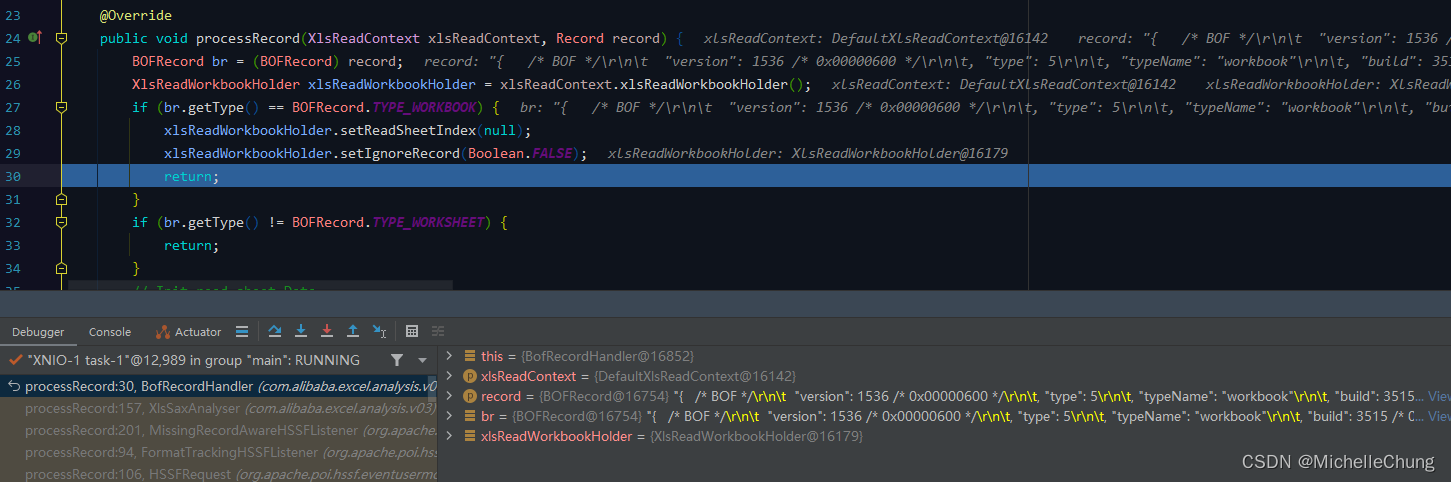 23 @Override
24 public void processRecord(XlsReadContext xlsReadContext, Record record) { xlsReadContext: DefaultXlsReadContext@16142 record: "{ /* BOF */\r\n\t "version": 1536 /*
25 BOFRecord br = (BOFRecord) record; record: "{ /* BOF */\r\n\t "version": 1536 /* 0x00000600 */\r\n\t, "type": 5\r\n\t, "typeName": "workbook"\r\n\t, "build": 351
26 XlsReadWorkbookHolder xlsReadWorkbookHolder = xlsReadContext.xlsReadWorkbookHolder(); xlsReadContext: DefaultXlsReadContext@16142 xlsReadWorkbookHolder: XlsRead
27 if (br.getType() == BOFRecord.TYPE_WORKBOOK) { br: "{ /* BOF */\r\n\t "version": 1536 /* 0x00000600 */\r\n\t, "type": 5\r\n\t, "typeName": "workbook"\r\n\t, "bu
28 xlsReadWorkbookHolder.setReadSheetIndex(null);
29 xlsReadWorkbookHolder.setIgnoreRecord(Boolean.FALSE); xlsReadWorkbookHolder: XlsReadWorkbookHolder@16179
30 return;
31 }
32 if (br.getType() != BOFRecord.TYPE_WORKSHEET) {
33 return;
34 }
// Init read sheet Data
Debugger Console Actuator
"XNIO-1 task-1"@12,989 in group "main": RUNNING
processRecord:30, BofRecordHandler (com.alibaba.excel.analysis.v0
processRecord:157, XlsSaxAnalyser (com.alibaba.excel.analysis.v03)
processRecord:201, MissingRecordAwareHSSFListener (org.apache.
processRecord:94, FormatTrackingHSSFListener (org.apache.poi.hs
processRecord:106, HSSFRequest (org.apache.poi.hssf.eventusermo
this = {BofRecordHandler@16852}
xlsReadContext = {DefaultXlsReadContext@16142}
record = {BOFRecord@16754} "{ /* BOF */\r\n\t "version": 1536 /* 0x00000600 */\r\n\t, "type": 5\r\n\t, "typeName": "workbook"\r\n\t, "build": 3515... View
br = {BOFRecord@16754} "{ /* BOF */\r\n\t "version": 1536 /* 0x00000600 */\r\n\t, "type": 5\r\n\t, "typeName": "workbook"\r\n\t, "build": 3515 /* 0... View
xlsReadWorkbookHolder = {XlsReadWorkbookHolder@16179}
CSDN @MichelleChung